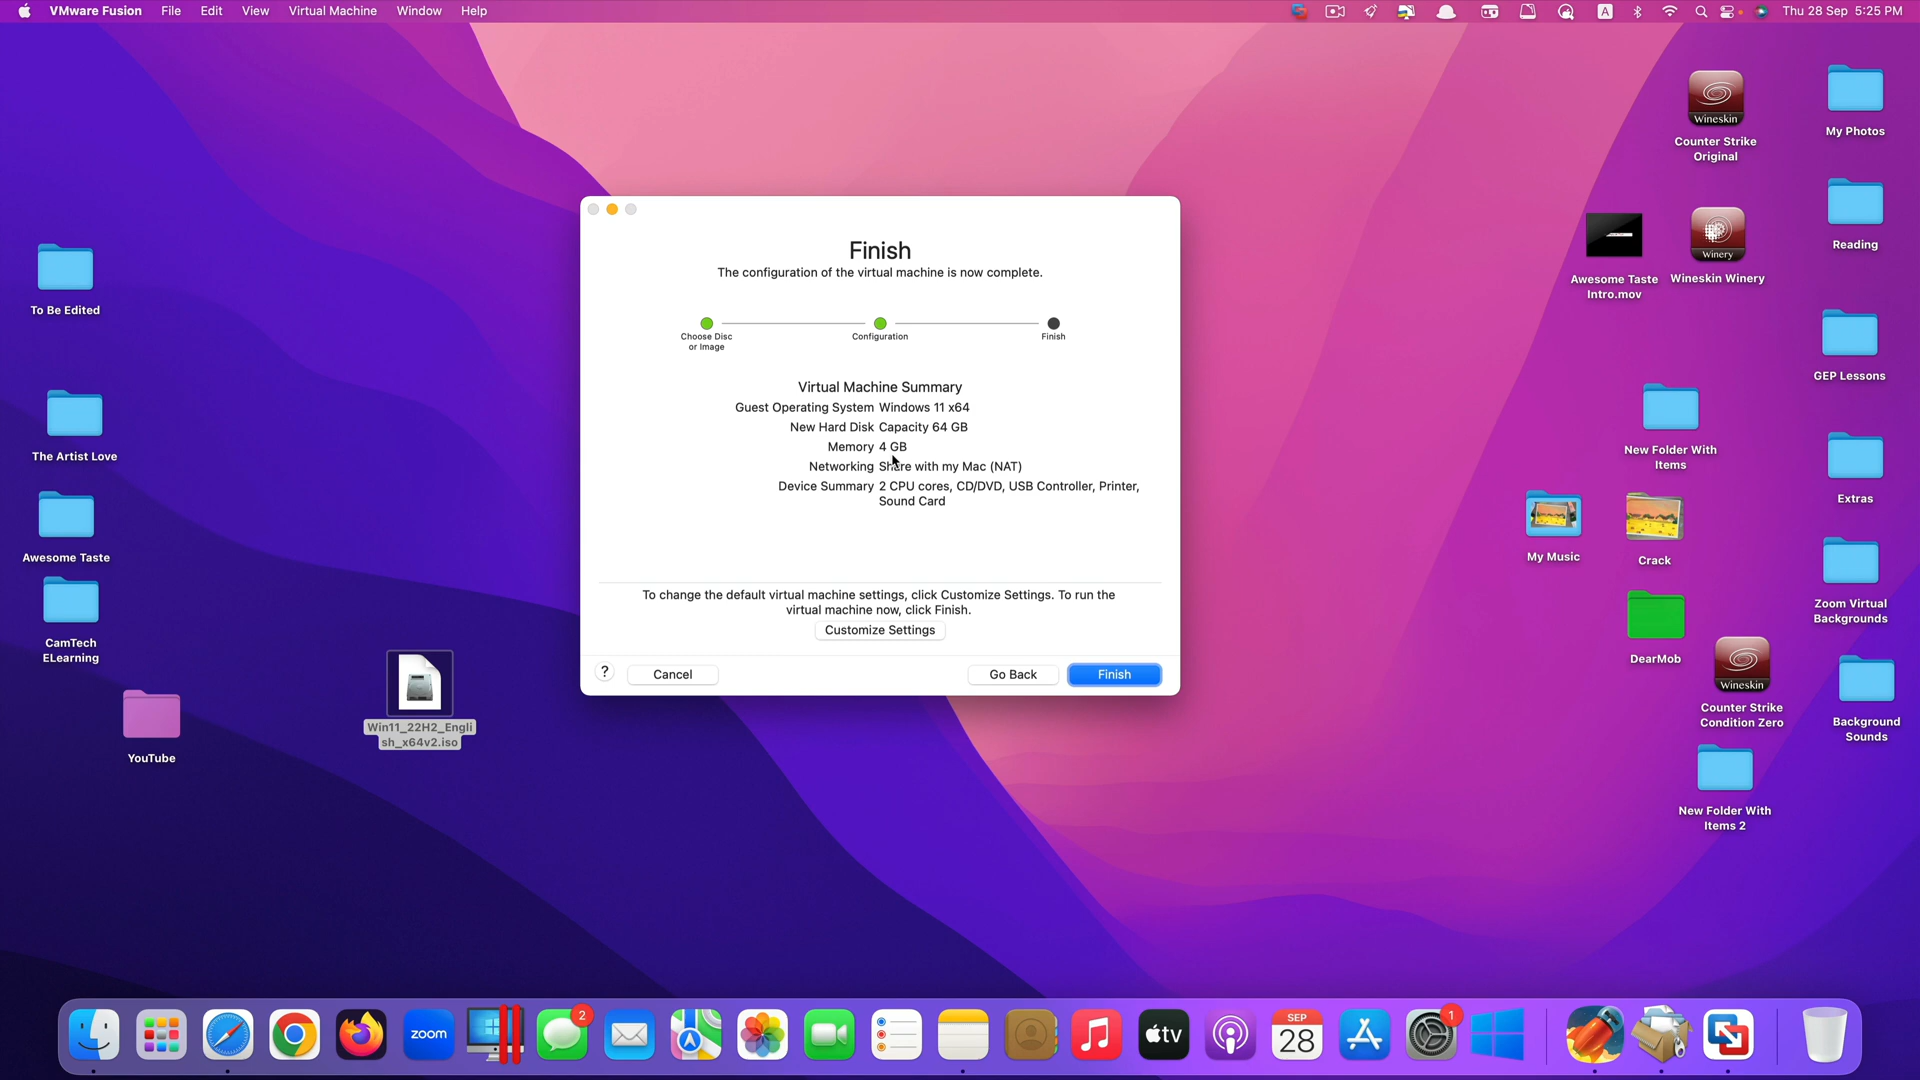 VMware Fusion File Edit View Virtual Machine Window Help
A
Thu 28 Sep 5:25 PM
Finish
The configuration of the virtual machine is now complete.
Choose Disc
or Image
Configuration
Finish
Virtual Machine Summary
Guest Operating System Windows 11 x64
New Hard Disk Capacity 64 GB
Memory 4 GB
Networking Share with my Mac (NAT)
Device Summary 2 CPU cores, CD/DVD, USB Controller, Printer,
Sound Card
To change the default virtual machine settings, click Customize Settings. To run the
virtual machine now, click Finish.
Customize Settings
?
Cancel
Go Back
Finish
To Be Edited
The Artist Love
Awesome Taste
CamTech
ELearning
YouTube
Win11_22H2_Engli
sh_x64v2.iso
Wineskin
Counter Strike
Original
My Photos
Awesome Taste
Intro.mov
Winery
Wineskin Winery
Reading
GEP Lessons
New Folder With
Items
Extras
My Music
Crack
Zoom Virtual
Backgrounds
DearMob
Wineskin
Counter Strike
Condition Zero
Background
Sounds
New Folder With
Items 2
zoom
2
tv
SEP
28
1